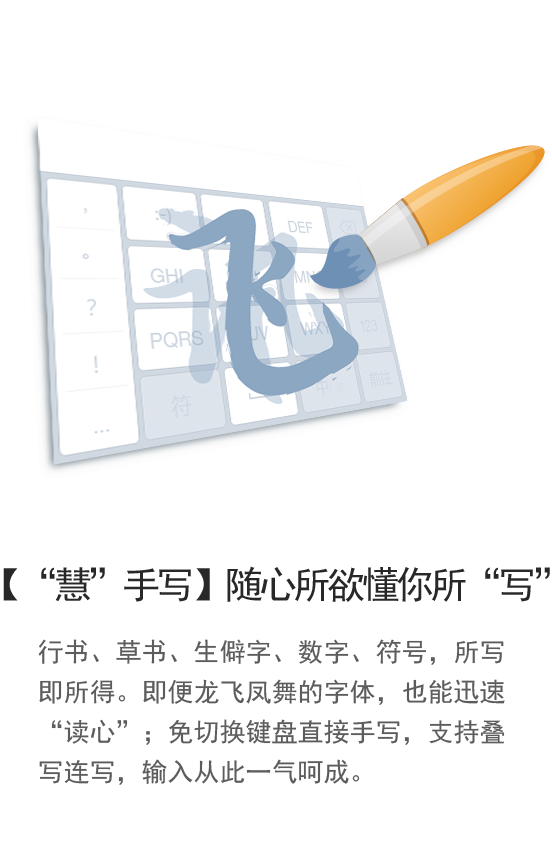 ，
。
?
!
...
:-)
DEF
GHI
PQRS
WXY
123
符
中
前往
飞
【“慧”手写】随心所欲懂你所“写”
行书、草书、生僻字、数字、符号，所写
即所得。即便龙飞凤舞的字体，也能迅速
“读心”；免切换键盘直接手写，支持叠
写连写，输入从此一气呵成。